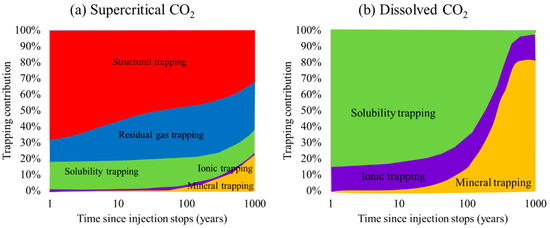 (a) Supercritical CO2
(b) Dissolved CO2
Trapping contribution
100%
90%
80%
70%
60%
50%
40%
30%
20%
10%
0%
Structural trapping
Residual gas trapping
Solubility trapping
Ionic trapping
Mineral trapping
1
10
100
1000
Time since injection stops (years)
Trapping contribution
100%
90%
80%
70%
60%
50%
40%
30%
20%
10%
0%
Solubility trapping
Ionic trapping
Mineral trapping
1
10
100
1000
Time since injection stops (years)